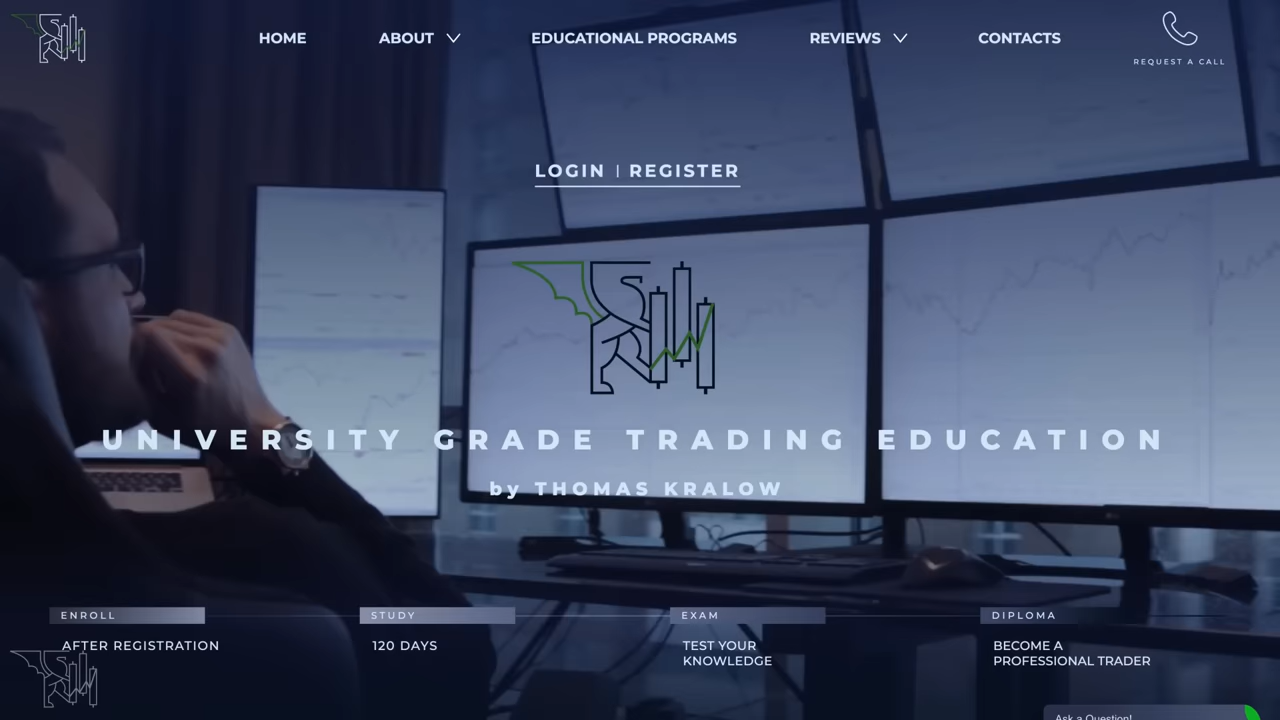 HOME
ABOUT
EDUCATIONAL PROGRAMS
REVIEWS
CONTACTS
REQUEST A CALL
LOGIN | REGISTER
UNIVERSITY GRADE TRADING EDUCATION
by THOMAS KRALOW
ENROLL
AFTER REGISTRATION
STUDY
120 DAYS
EXAM
TEST YOUR
KNOWLEDGE
DIPLOMA
BECOME A
PROFESSIONAL TRADER
Ask a Question!